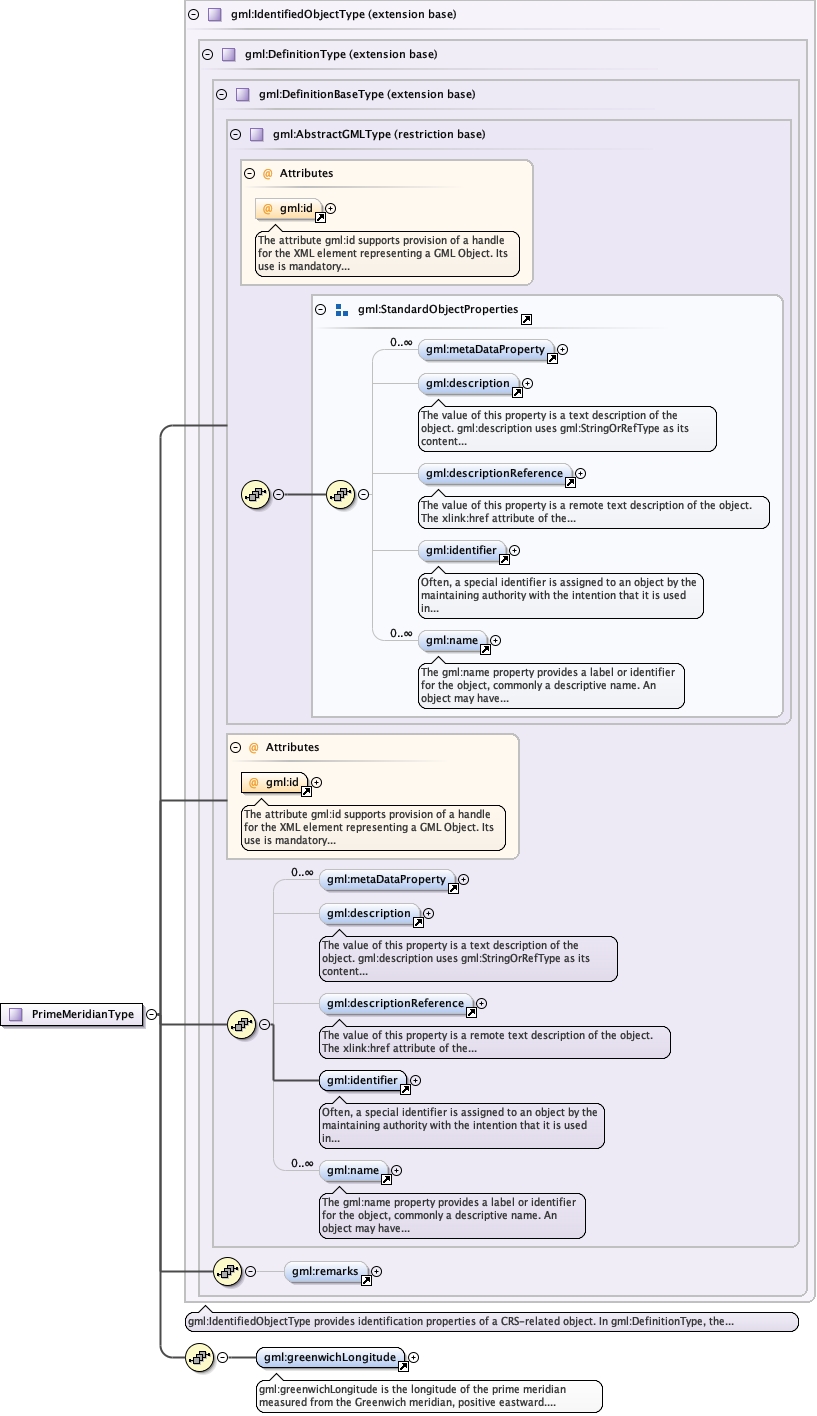 gml:IdentifiedObjectType (extension base)
gml:DefinitionType (extension base)
gml:DefinitionBaseType (extension base)
gml:AbstractGMLType (restriction base)
@ Attributes
@ gml:id
The attribute gml:id supports provision of a handle
for the XML element representing a GML Object. Its
use is mandatory...
gml:StandardObjectProperties
0..∞
gml:metaDataProperty
gml:description
The value of this property is a text description of the
object. gml:description uses gml:StringOrRefType as its
content...
gml:descriptionReference
The value of this property is a remote text description of the object.
The xlink:href attribute of the...
gml:identifier
Often, a special identifier is assigned to an object by the
maintaining authority with the intention that it is used
in...
0..∞
gml:name
The gml:name property provides a label or identifier
for the object, commonly a descriptive name. An
object may have...
@ Attributes
@ gml:id
The attribute gml:id supports provision of a handle
for the XML element representing a GML Object. Its
use is mandatory...
0..∞
gml:metaDataProperty
gml:description
The value of this property is a text description of the
object. gml:description uses gml:StringOrRefType as its
content...
gml:descriptionReference
PrimeMeridianType
The value of this property is a remote text description of the object.
The xlink:href attribute of the...
gml:identifier
Often, a special identifier is assigned to an object by the
maintaining authority with the intention that it is used
in...
0..∞
gml:name
The gml:name property provides a label or identifier
for the object, commonly a descriptive name. An
object may have...
gml:remarks
gml:IdentifiedObjectType provides identification properties of a CRS-related object. In gml:DefinitionType, the...
gml:greenwichLongitude
gml:greenwichLongitude is the longitude of the prime meridian
measured from the Greenwich meridian, positive eastward....